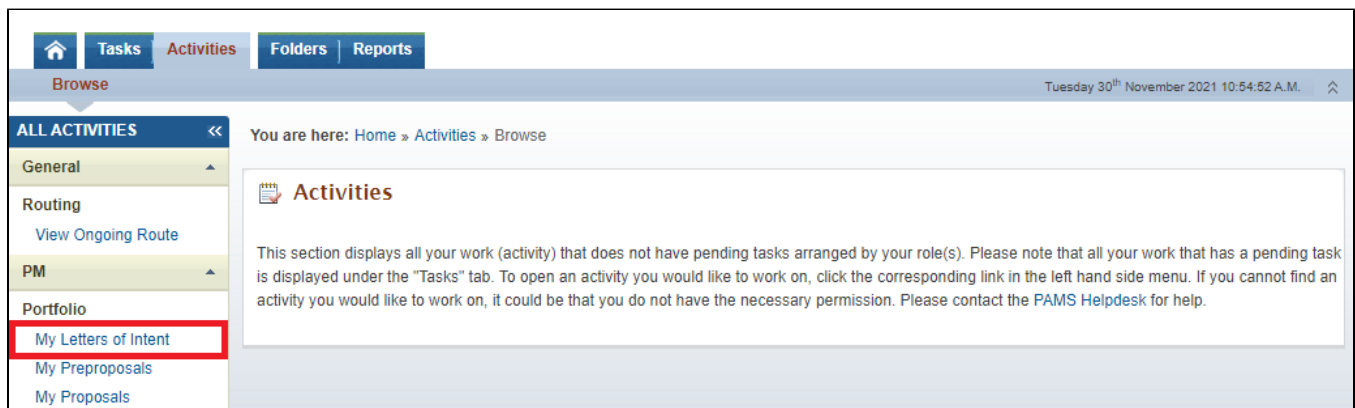 Tasks Activities Folders Reports
Browse Tuesday 30th November 2021 10:54:52 A.M.
ALL ACTIVITIES «
You are here: Home » Activities » Browse
General
Routing
View Ongoing Route
PM
Portfolio
My Letters of Intent
My Preproposals
My Proposals
Activities
This section displays all your work (activity) that does not have pending tasks arranged by your role(s). Please note that all your work that has a pending task
is displayed under the "Tasks" tab. To open an activity you would like to work on, click the corresponding link in the left hand side menu. If you cannot find an
activity you would like to work on, it could be that you do not have the necessary permission. Please contact the PAMS Helpdesk for help.